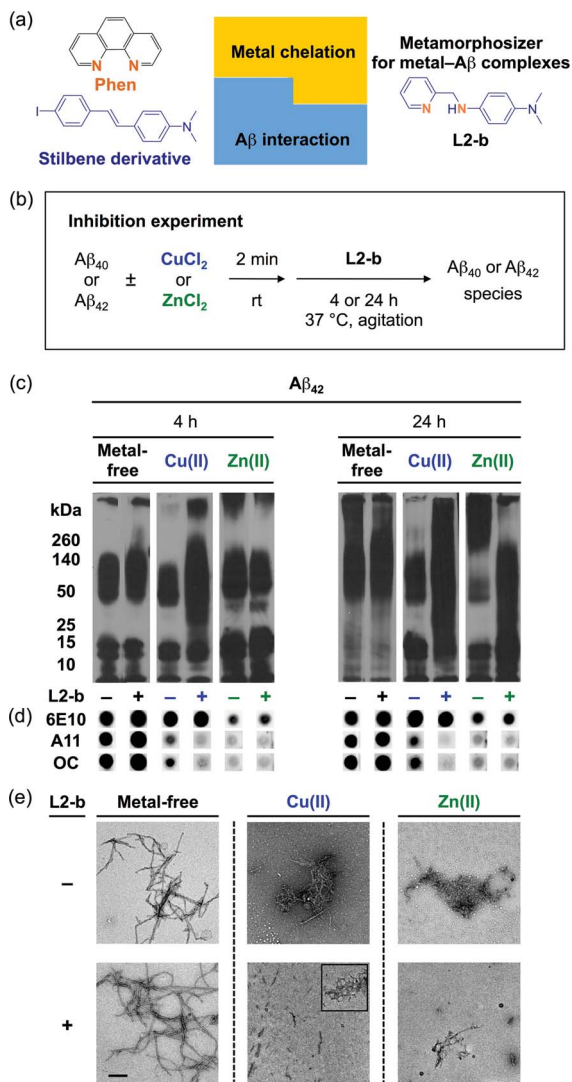 (a)
N N
Phen
I
N
Stilbene derivative
Metal chelation
Aβ interaction
Metamorphosizer
for metal–Aβ complexes
N HN N
L2-b
(b)
Inhibition experiment
Aβ₄₀
or
Aβ₄₂
±
CuCl₂
or
ZnCl₂
2 min
rt
L2-b
4 or 24 h
37 °C, agitation
Aβ₄₀ or Aβ₄₂
species
(c)
Aβ₄₂
4 h 24 h
Metal-free Cu(II) Zn(II) Metal-free Cu(II) Zn(II)
kDa
260
140
50
25
15
10
L2-b – + – + – + – + – + – +
(d) 6E10
A11
OC
(e) L2-b Metal-free Cu(II) Zn(II)
–
+